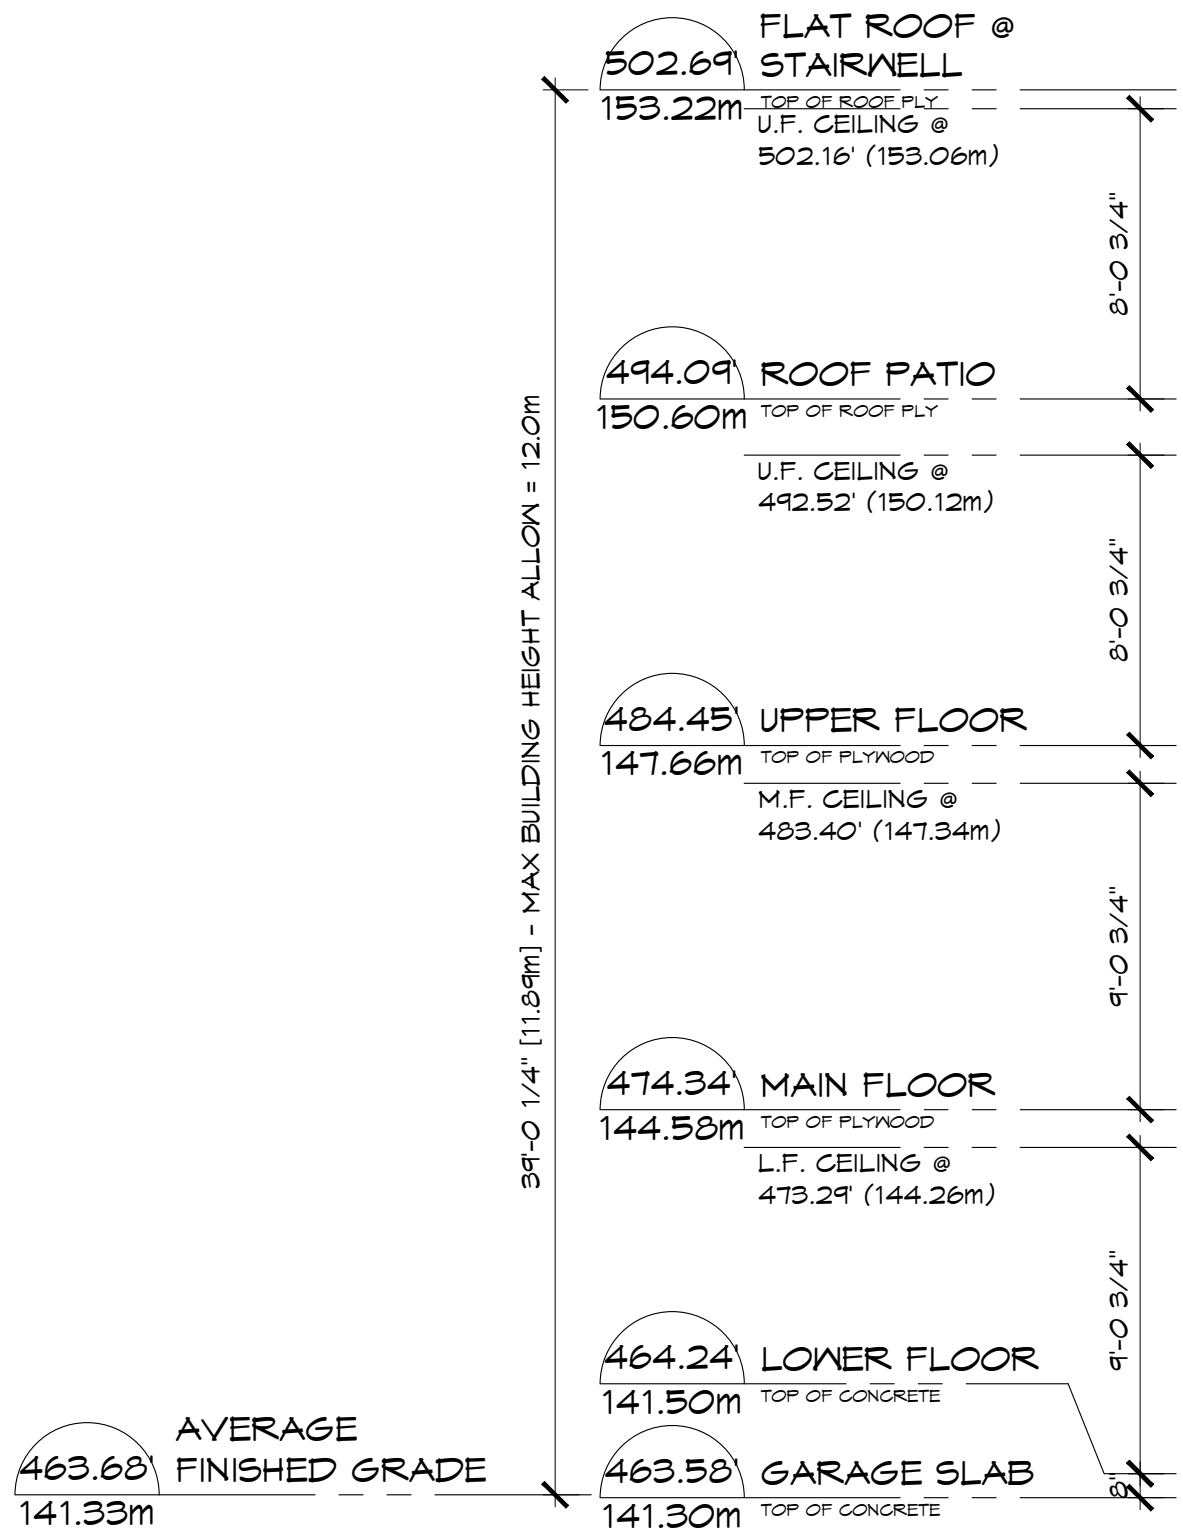 502.69'
153.22m
FLAT ROOF @
STAIRWELL
TOP OF ROOF PLY
U.F. CEILING @
502.16' (153.06m)
8'-0 3/4"
494.09'
150.60m
ROOF PATIO
TOP OF ROOF PLY
U.F. CEILING @
492.52' (150.12m)
8'-0 3/4"
39'-0 1/4" [11.89m] - MAX BUILDING HEIGHT ALLOW = 12.0m
484.45'
147.66m
UPPER FLOOR
TOP OF PLYWOOD
M.F. CEILING @
483.40' (147.34m)
9'-0 3/4"
474.34'
144.58m
MAIN FLOOR
TOP OF PLYWOOD
L.F. CEILING @
473.29' (144.26m)
9'-0 3/4"
464.24'
141.50m
LOWER FLOOR
TOP OF CONCRETE
463.68'
141.33m
AVERAGE
FINISHED GRADE
463.58'
141.30m
GARAGE SLAB
TOP OF CONCRETE
8"